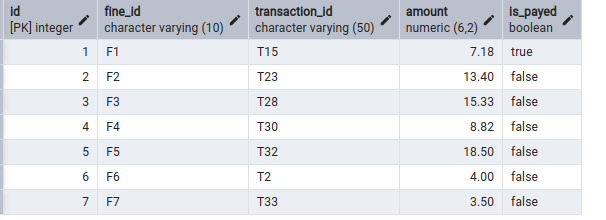 id fine_id transaction_id amount is_payed
[PK] integer character varying (10) character varying (50) numeric (6,2) boolean
1 F1 T15 7.18 true
2 F2 T23 13.40 false
3 F3 T28 15.33 false
4 F4 T30 8.82 false
5 F5 T32 18.50 false
6 F6 T2 4.00 false
7 F7 T33 3.50 false